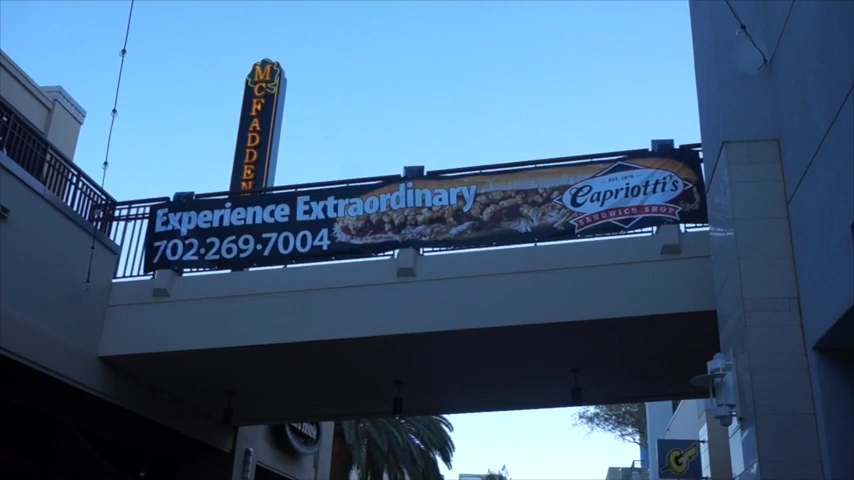 MCFADDEN
Experience Extraordinary
702·269·7004
EST. 1976
Capriotti's
SANDWICH SHOP